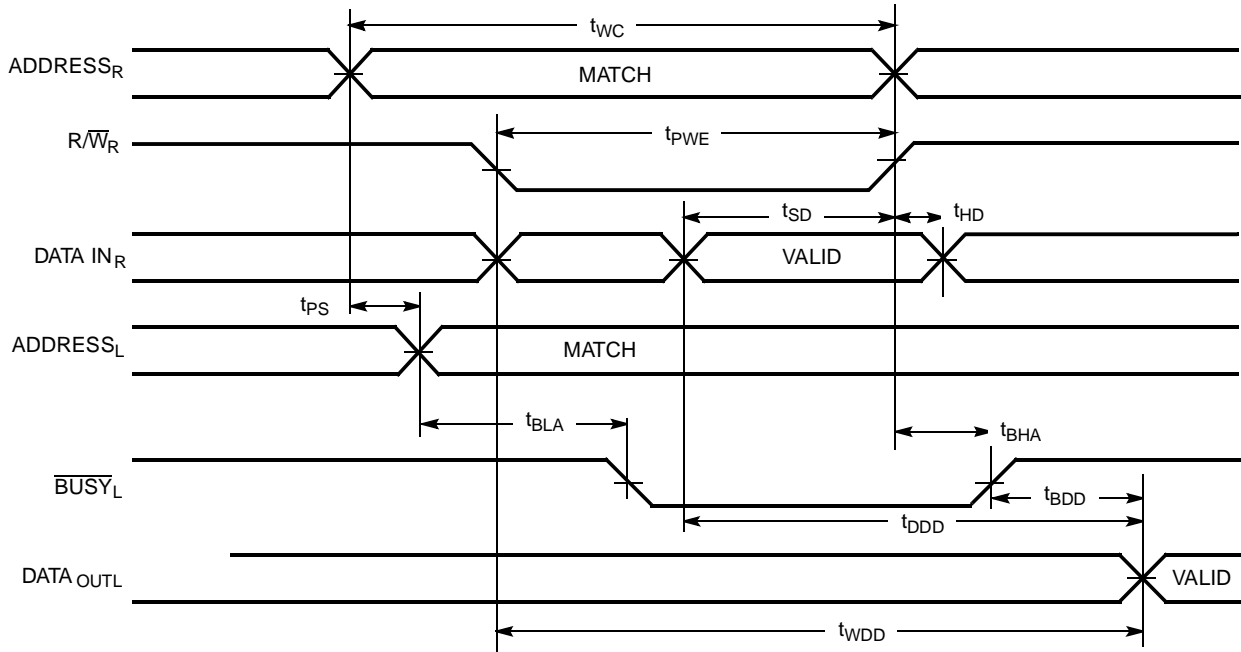 tWC
ADDRESSR
MATCH
R/W̅R
tPWE
tSD
tHD
DATA INR
VALID
tPS
ADDRESSL
MATCH
tBLA
tBHA
B̅U̅S̅Y̅L
tBDD
tDDD
DATA OUTL
VALID
tWDD